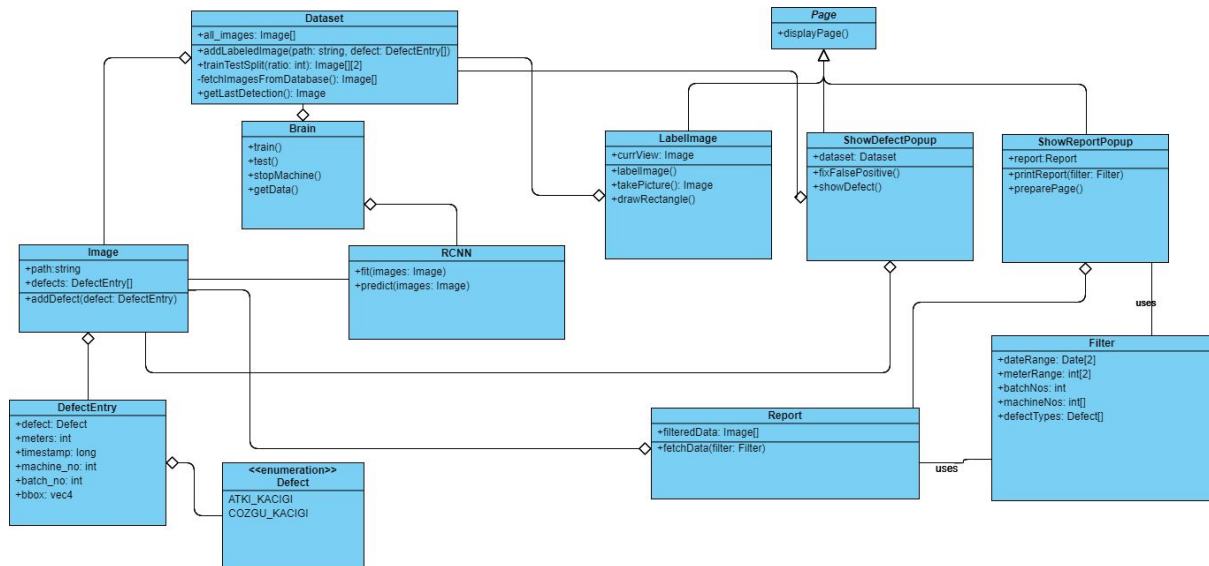 Dataset
+all_images: Image[]
+addLabeledImage(path: string, defect: DefectEntry[])
+trainTestSplit(ratio: int): Image[][2]
-fetchImagesFromDatabase(): Image[]
+getLastDetection(): Image
Page
+displayPage()
Brain
+train()
+test()
+stopMachine()
+getData()
LabelImage
+currView: Image
+labelImage()
+takePicture(): Image
+drawRectangle()
ShowDefectPopup
+dataset: Dataset
+fixFalsePositive()
+showDefect()
ShowReportPopup
+report:Report
+printReport(filter: Filter)
+preparePage()
Image
+path:string
+defects: DefectEntry[]
+addDefect(defect: DefectEntry)
RCNN
+fit(images: Image)
+predict(images: Image)
uses
Filter
+dateRange: Date[2]
+meterRange: int[2]
+batchNos: int
+machineNos: int[]
+defectTypes: Defect[]
DefectEntry
+defect: Defect
+meters: int
+timestamp: long
+machine_no: int
+batch_no: int
+bbox: vec4
Report
+filteredData: Image[]
+fetchData(filter: Filter)
uses
<<enumeration>>
Defect
ATKI_KACIGI
COZGU_KACIGI